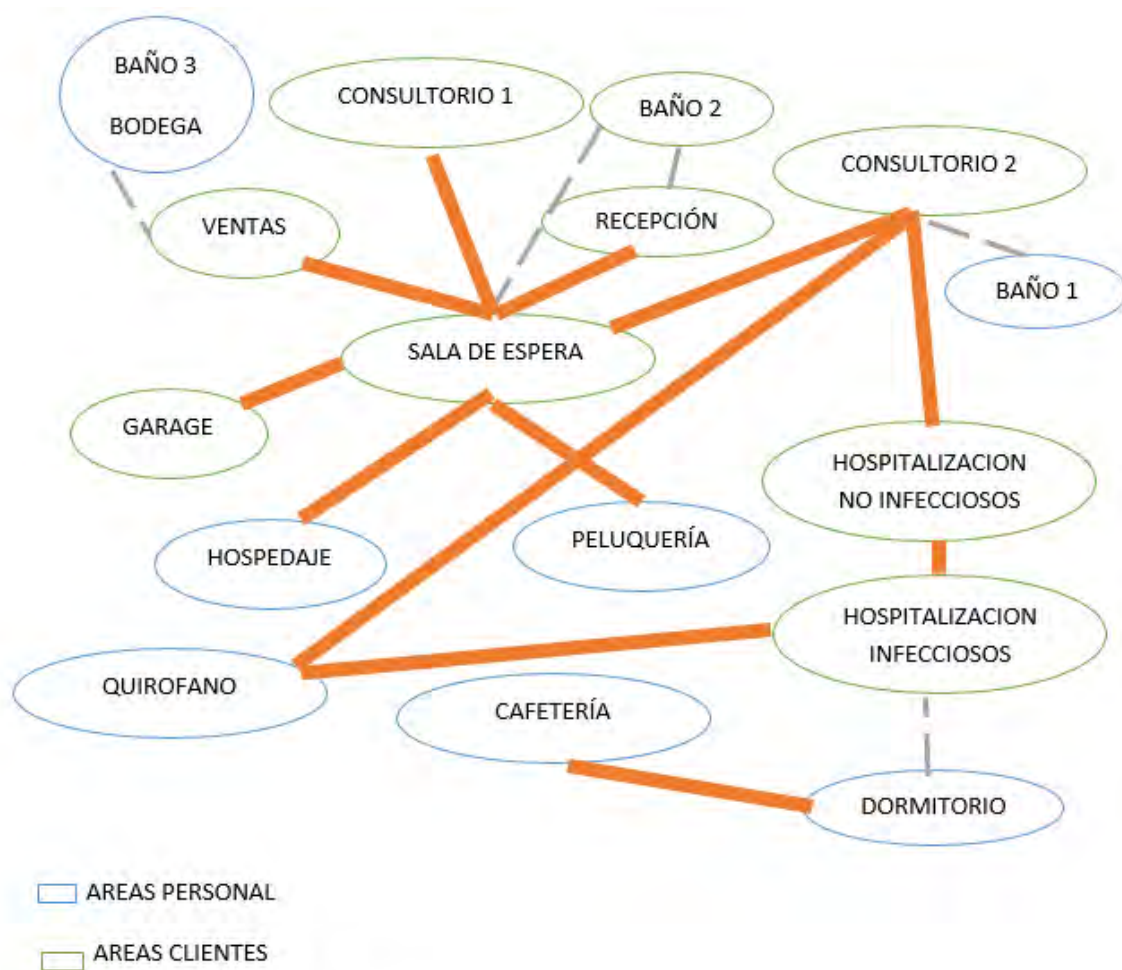 BAÑO 3
BODEGA
CONSULTORIO 1
BAÑO 2
CONSULTORIO 2
VENTAS
RECEPCIÓN
BAÑO 1
SALA DE ESPERA
GARAGE
HOSPITALIZACION
NO INFECCIOSOS
HOSPEDAJE
PELUQUERÍA
HOSPITALIZACION
INFECCIOSOS
QUIROFANO
CAFETERÍA
DORMITORIO
AREAS PERSONAL
AREAS CLIENTES